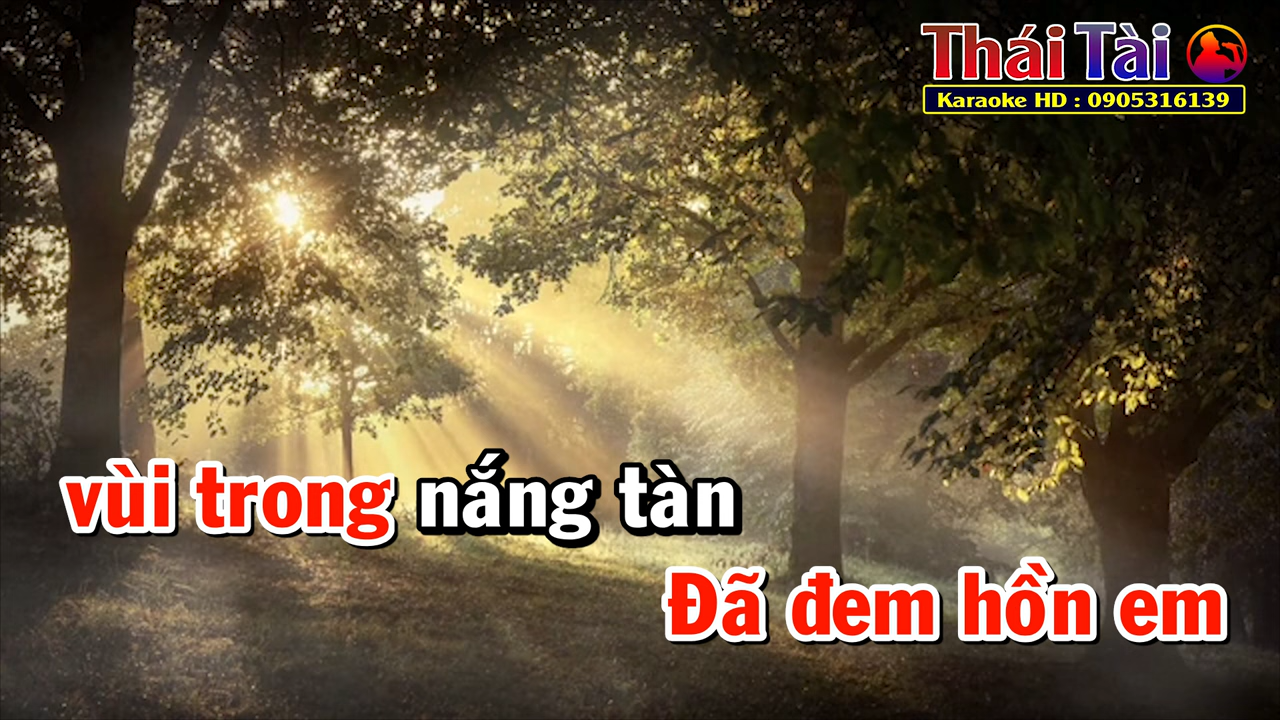 Thái Tài
Karaoke HD : 0905316139
vùi trong nắng tàn
Đã đem hồn em